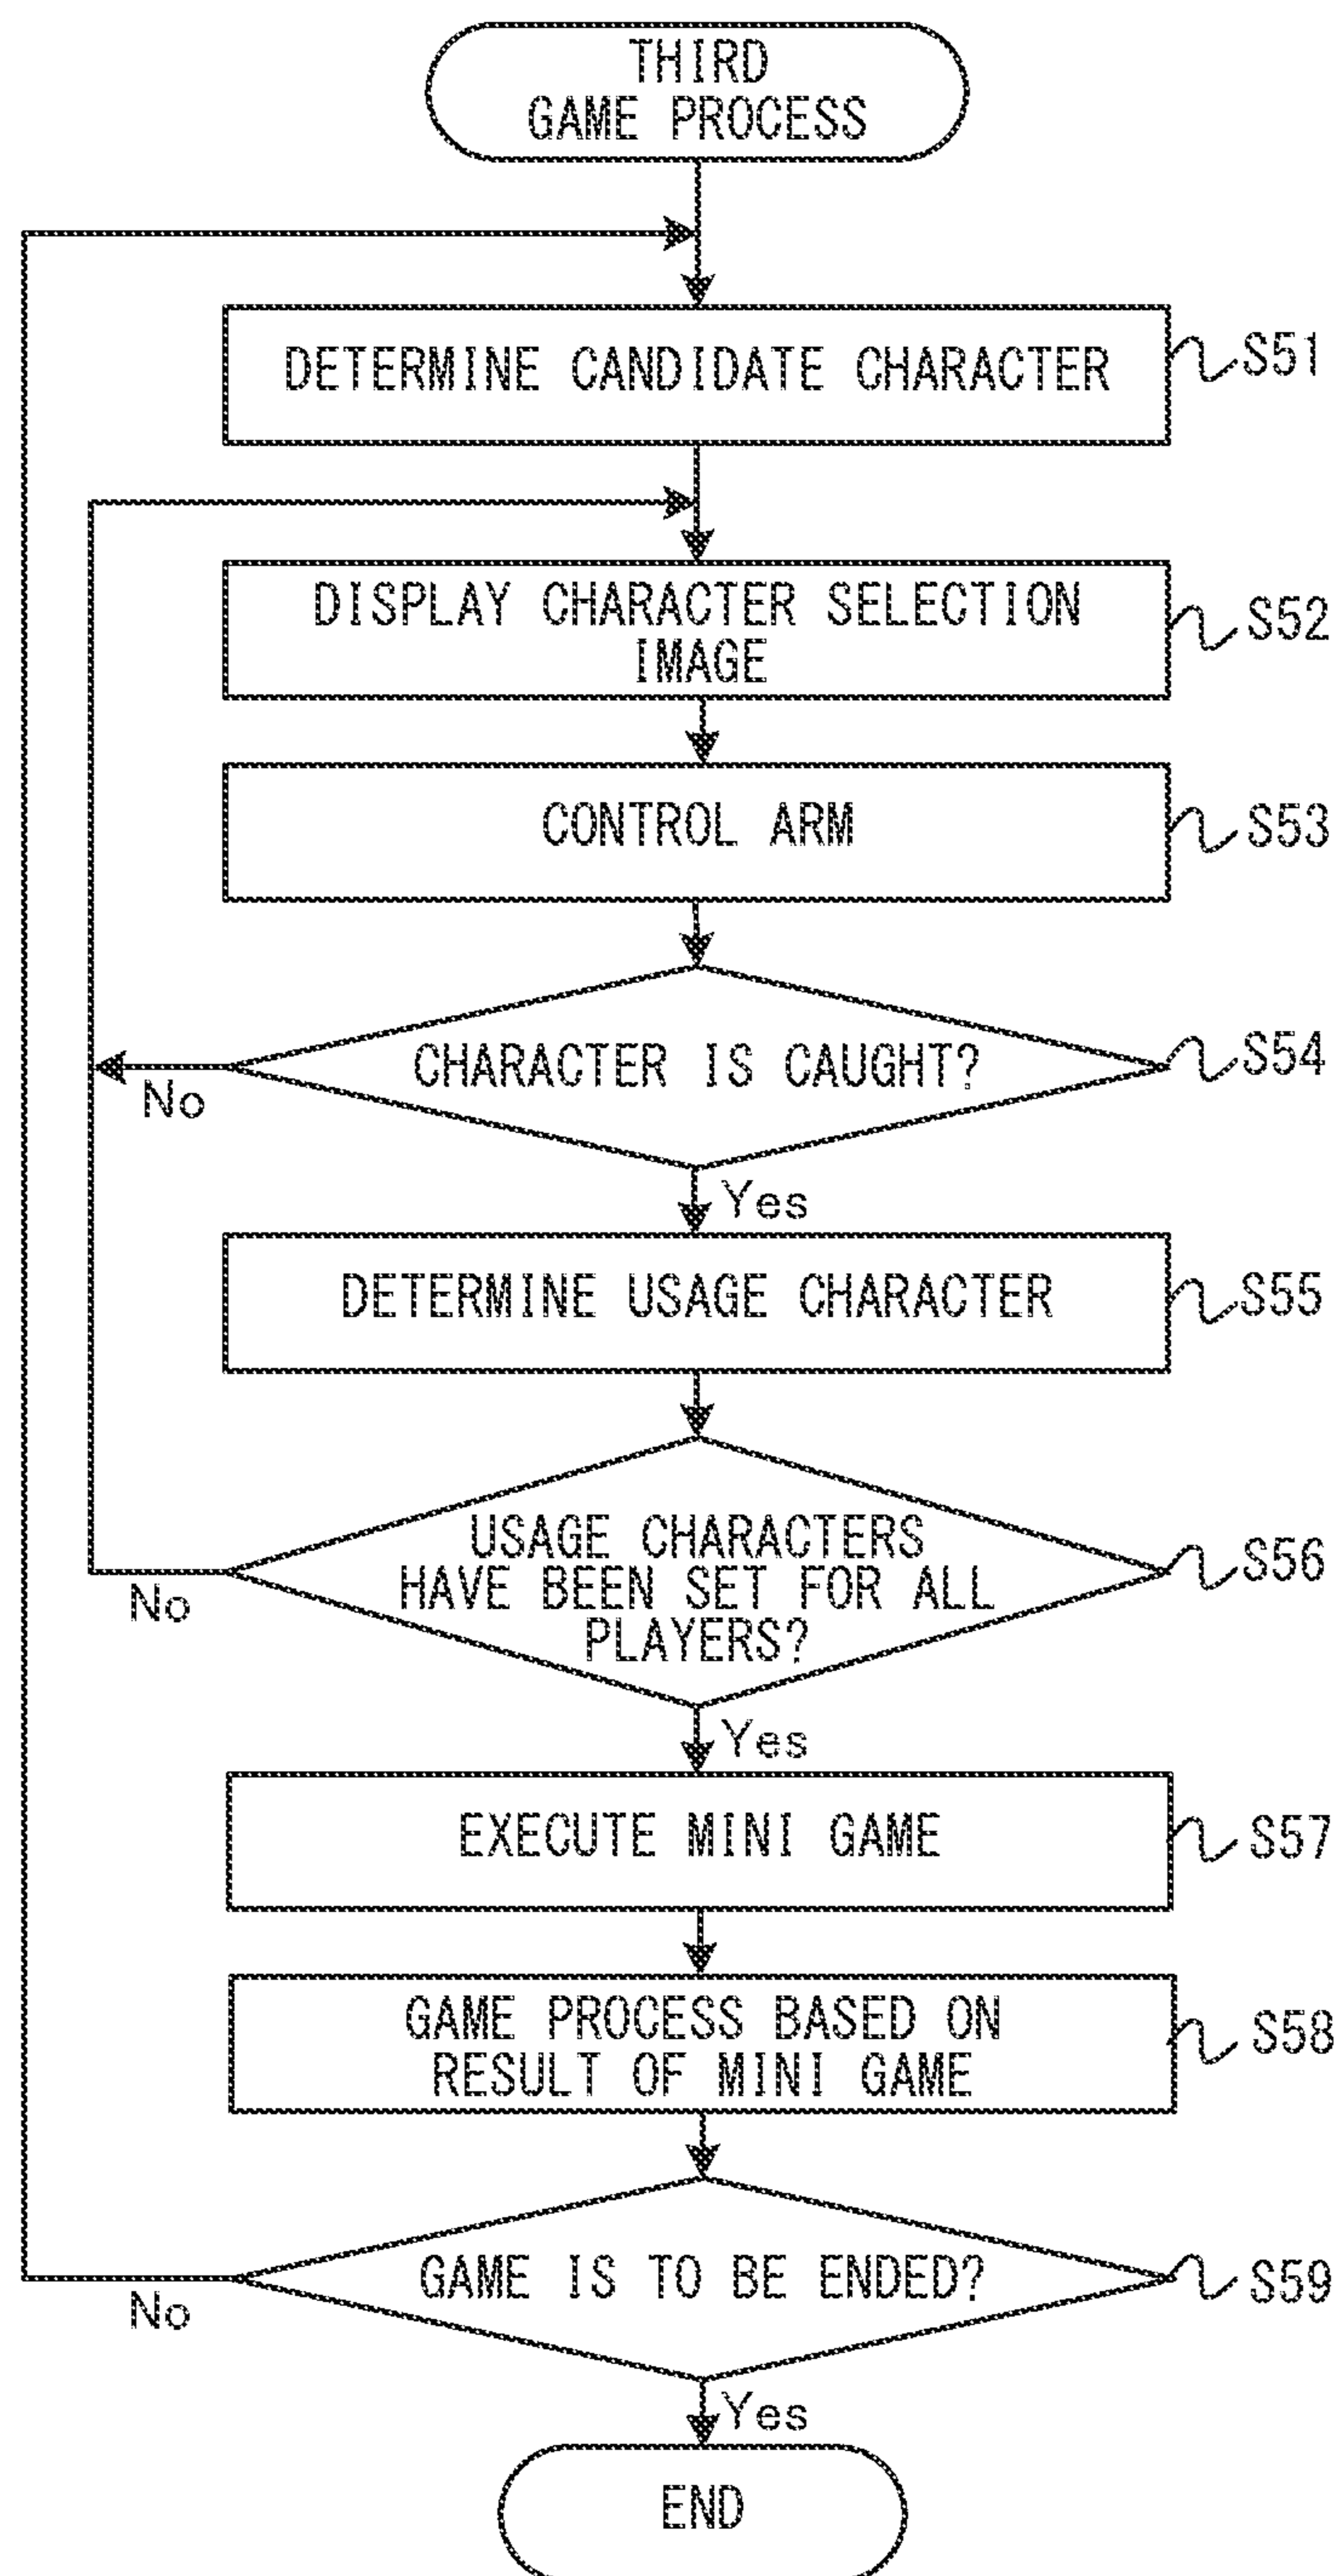 THIRD
GAME PROCESS
DETERMINE CANDIDATE CHARACTER
S51
DISPLAY CHARACTER SELECTION
IMAGE
S52
CONTROL ARM
S53
CHARACTER IS CAUGHT?
S54
No
Yes
DETERMINE USAGE CHARACTER
S55
USAGE CHARACTERS
HAVE BEEN SET FOR ALL
PLAYERS?
S56
No
Yes
EXECUTE MINI GAME
S57
GAME PROCESS BASED ON
RESULT OF MINI GAME
S58
GAME IS TO BE ENDED?
S59
No
Yes
END